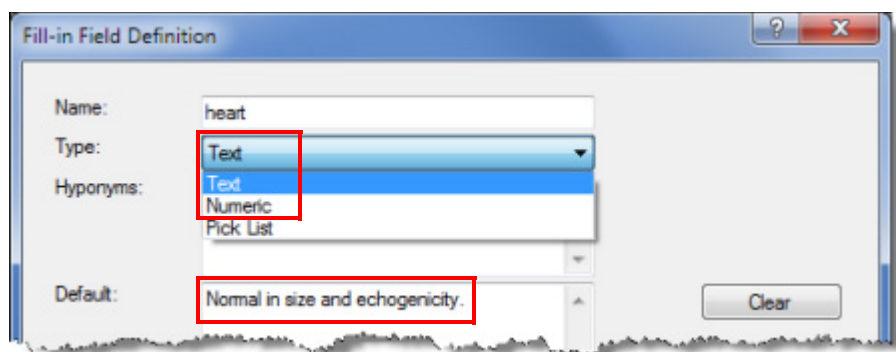 Fill-in Field Definition
?
Name: heart
Type: Text
Hyponyms: Text
Numeric
Pick List
Default: Normal in size and echogenicity.
Clear